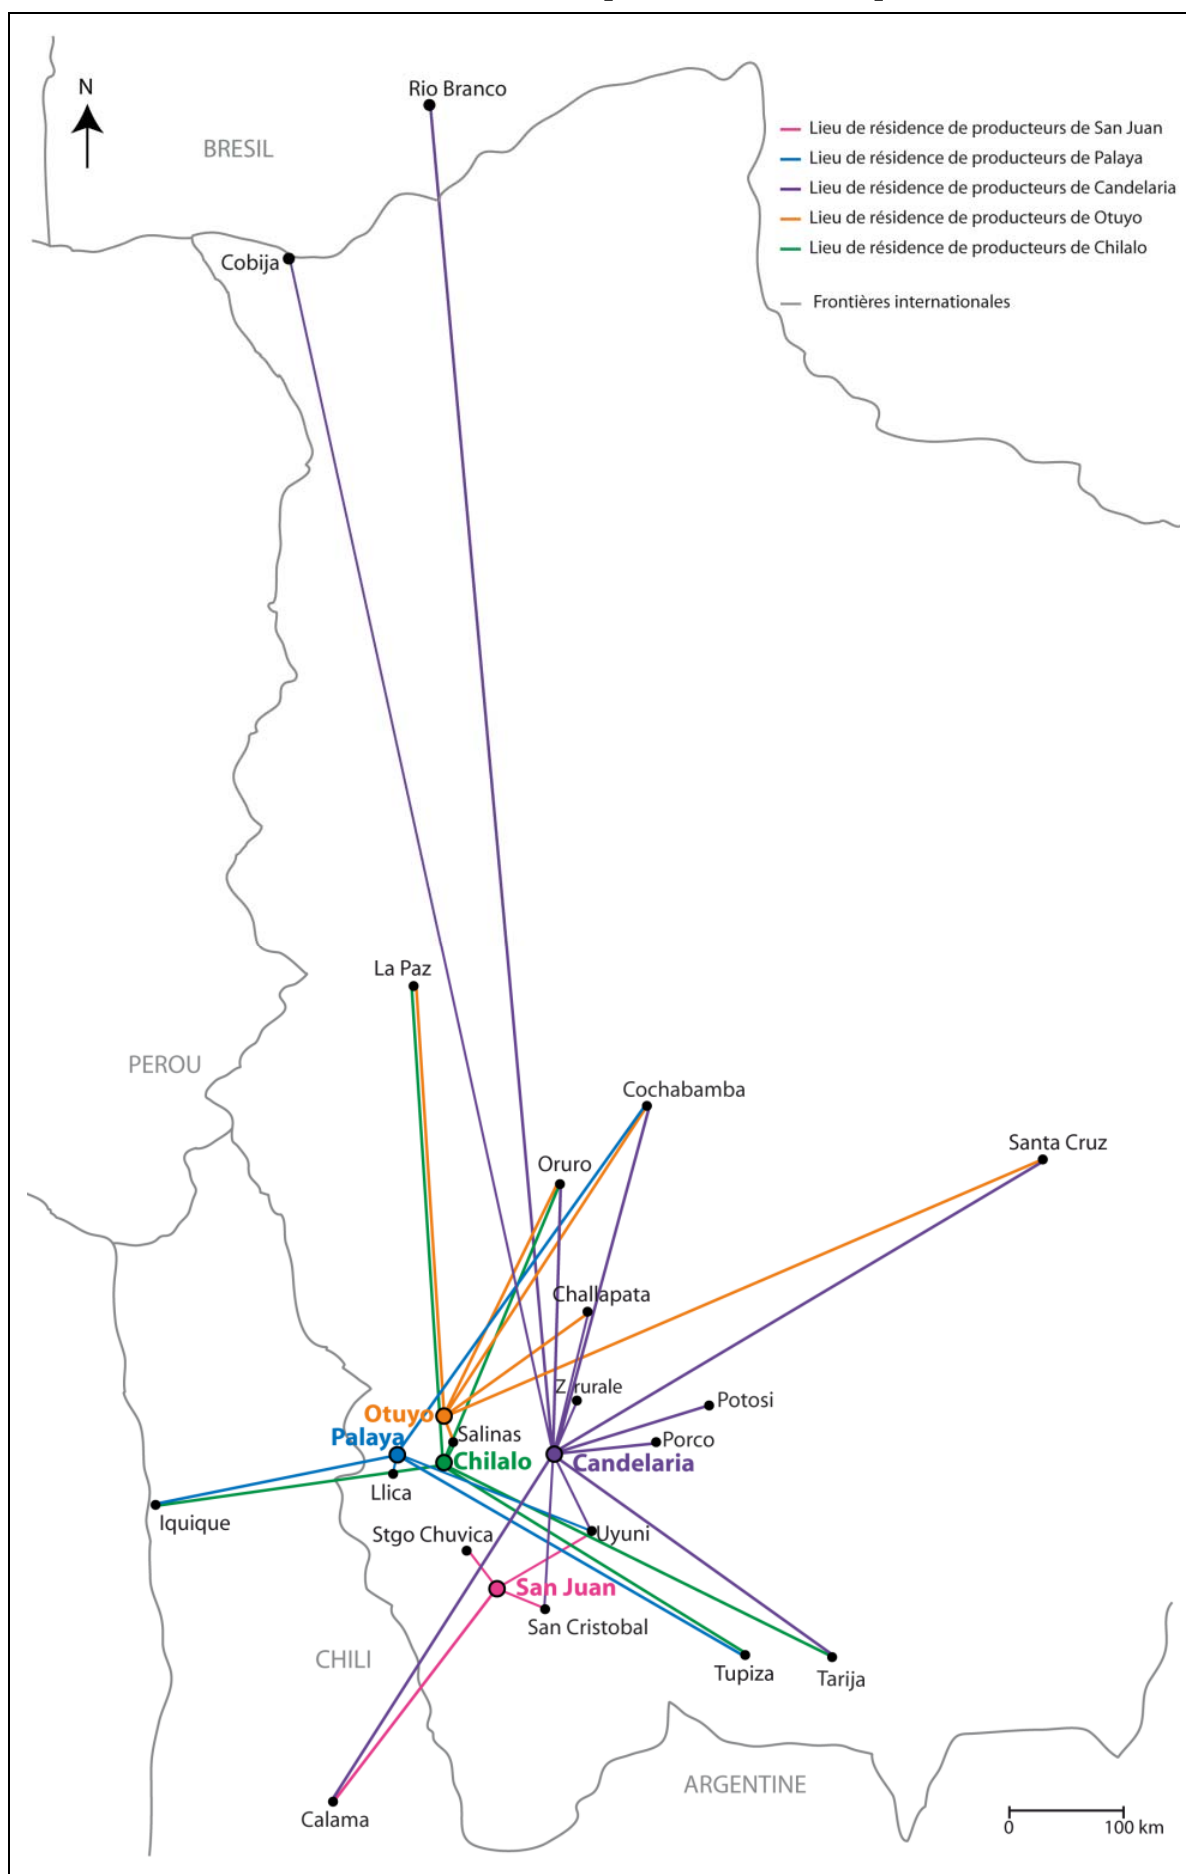 N
Rio Branco
BRESIL
Lieu de résidence de producteurs de San Juan
Lieu de résidence de producteurs de Palaya
Lieu de résidence de producteurs de Candelaria
Lieu de résidence de producteurs de Otuyo
Lieu de résidence de producteurs de Chilalo
Frontières internationales
Cobija
La Paz
PEROU
Cochabamba
Santa Cruz
Oruro
Challapata
Z rurale
Potosi
Otuyo
Salinas
Palaya
Porco
Chilalo
Candelaria
Llica
Iquique
Stgo Chuvica
Uyuni
San Juan
San Cristobal
CHILI
Tupiza
Tarija
ARGENTINE
Calama
0
100 km